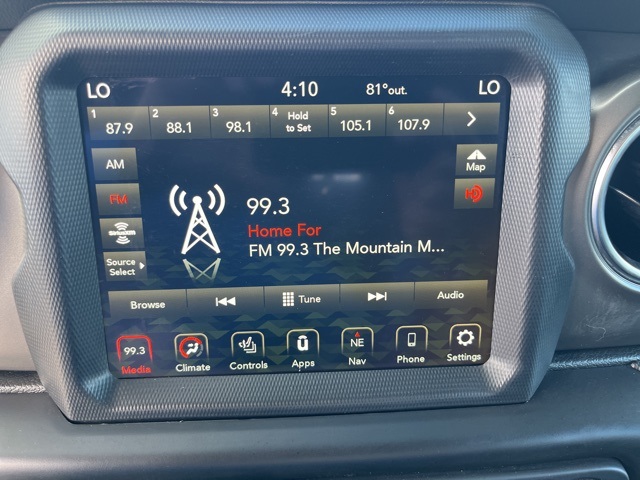 LO 4:10 81°out. LO
1 87.9 2 88.1 3 98.1 4 Hold to Set 5 105.1 6 107.9
AM
Map
FM
HD
99.3
Home For
FM 99.3 The Mountain M...
SiriusXM
Source
Select
Browse Tune Audio
99.3 NE
Media Climate Controls Apps Nav Phone Settings